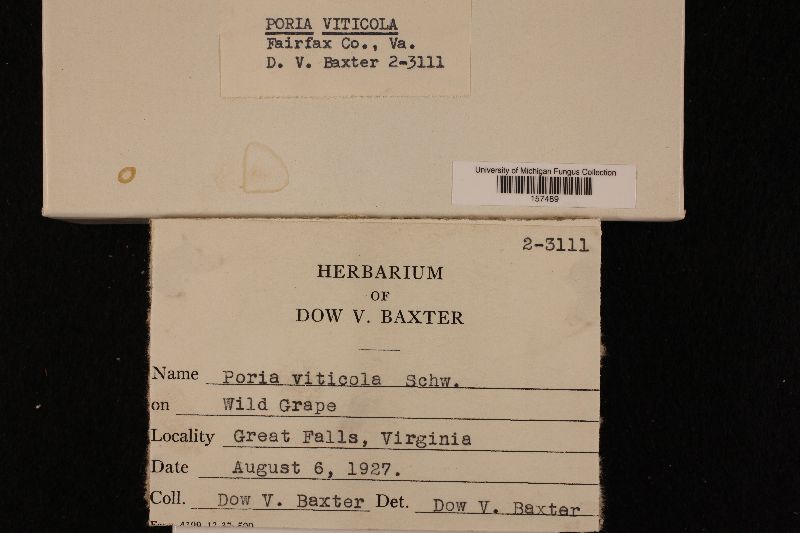 PORIA VITICOLA
Fairfax Co., Va.
D. V. Baxter 2-3111
University of Michigan Fungus Collection
157489
2-3111
HERBARIUM
OF
DOW V. BAXTER
Name Poria viticola Schw.
on Wild Grape
Locality Great Falls, Virginia
Date August 6, 1927.
Coll. Dow V. Baxter Det. Dow V. Baxter